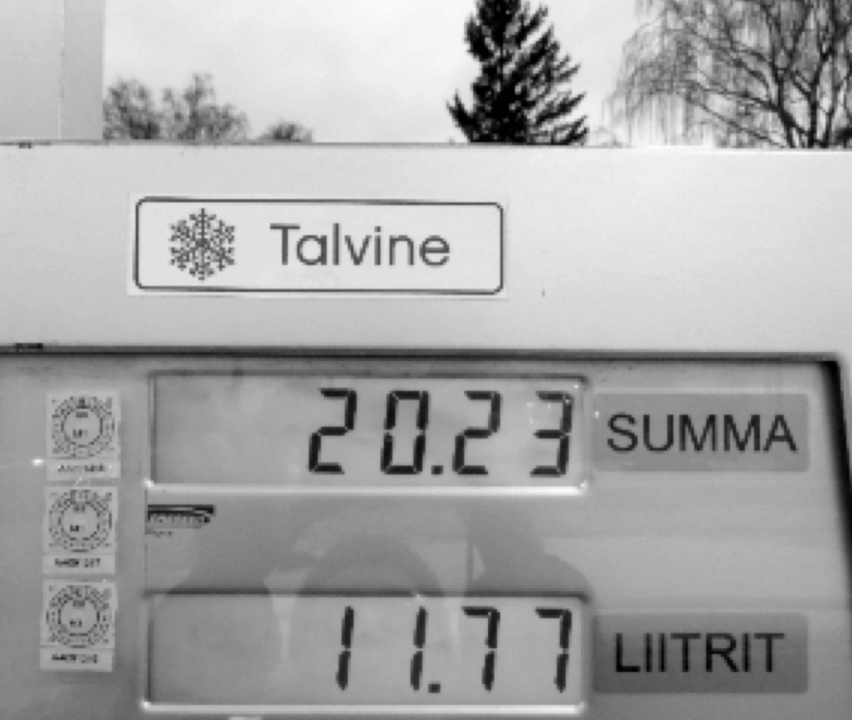 Talvine
20.23 SUMMA
11.77 LIITRIT